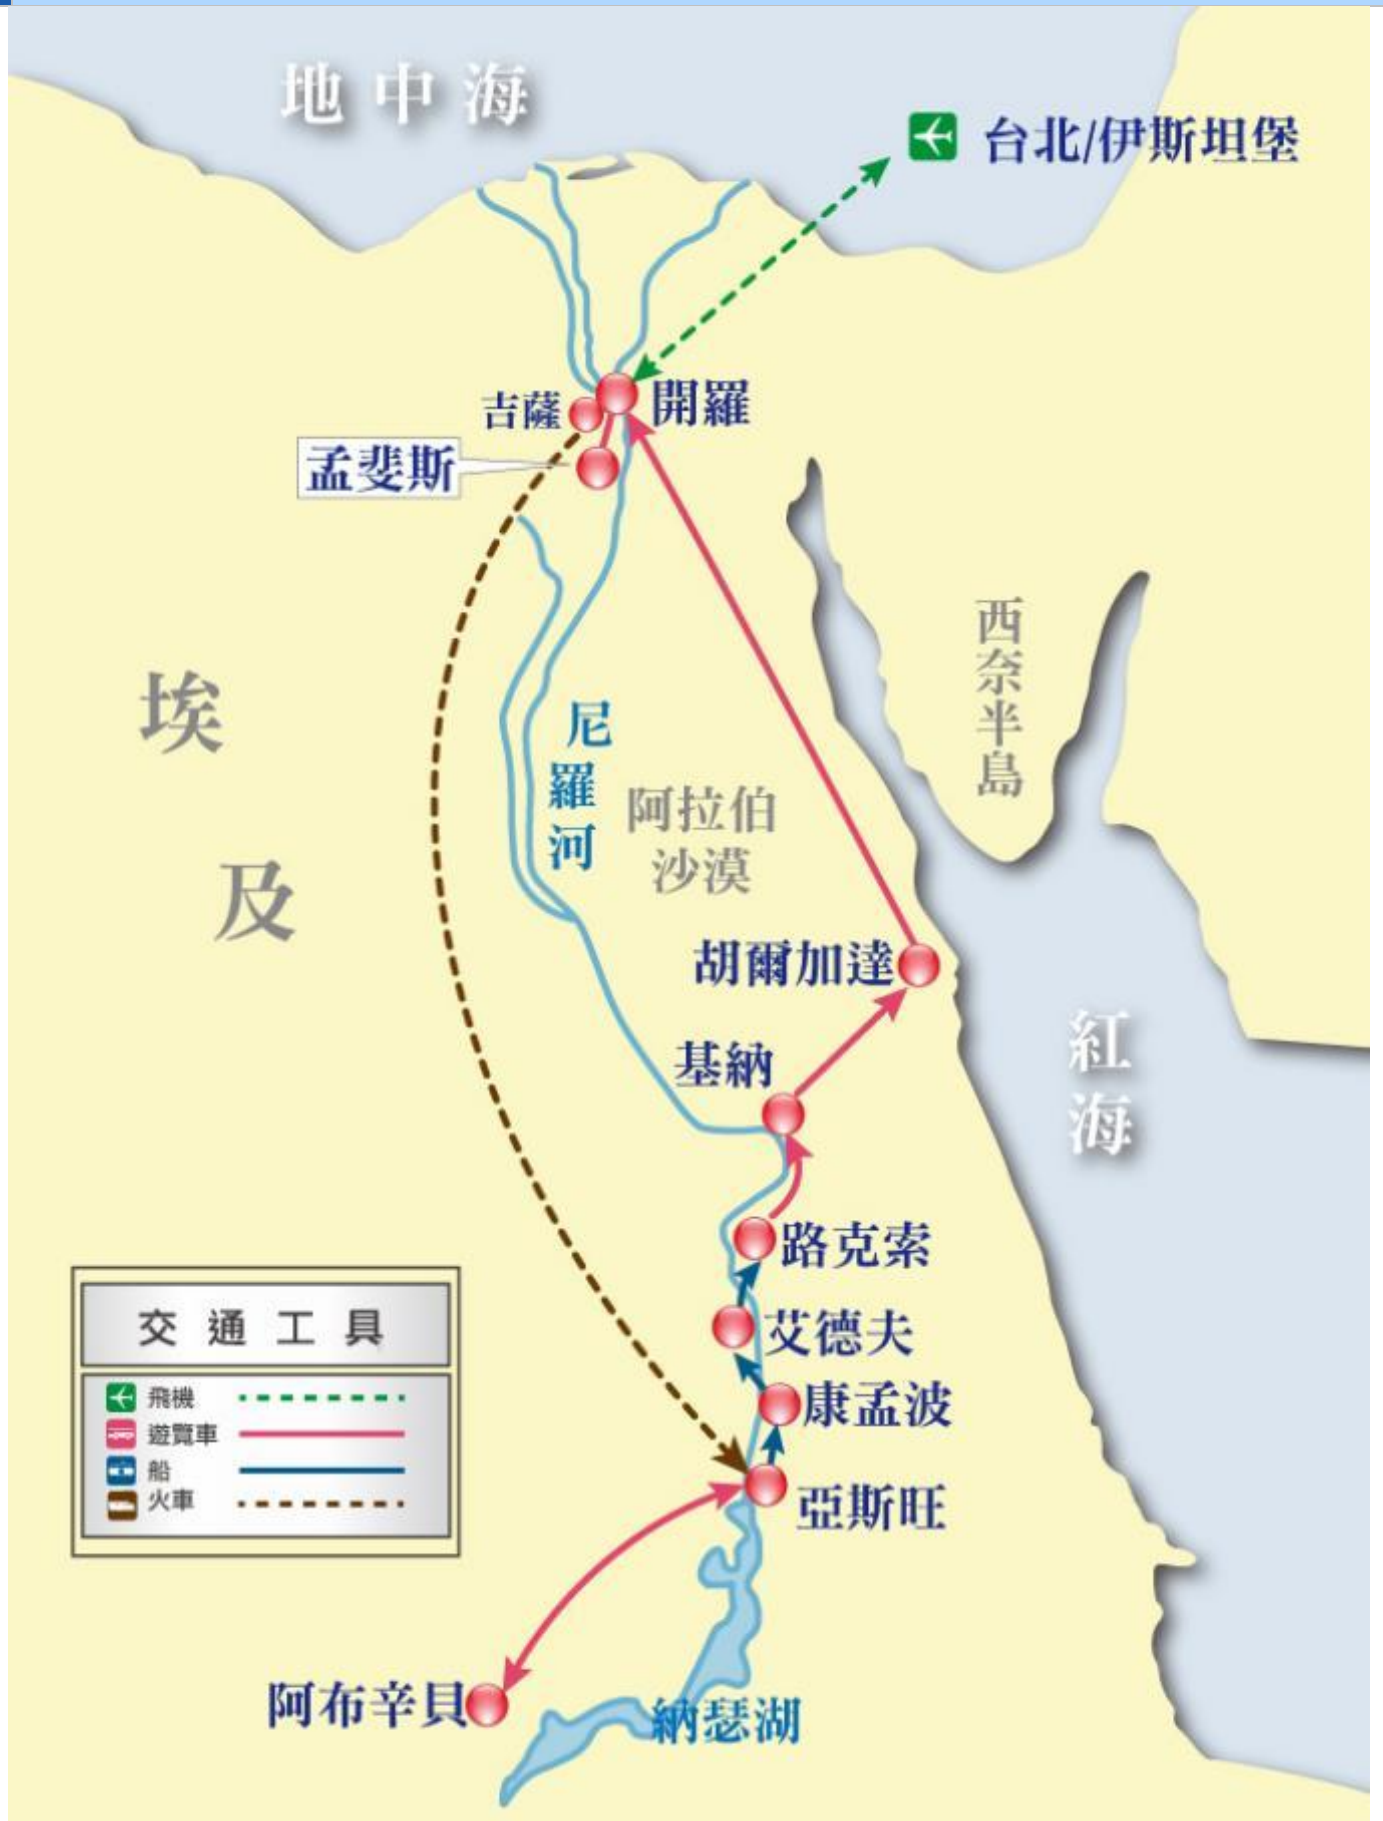 地中海
台北/伊斯坦堡
吉薩
開羅
孟斐斯
西奈半島
埃及
尼羅河
阿拉伯
沙漠
胡爾加達
基納
紅海
路克索
艾德夫
康孟波
亞斯旺
阿布辛貝
納瑟湖
交通工具
飛機
遊覽車
船
火車